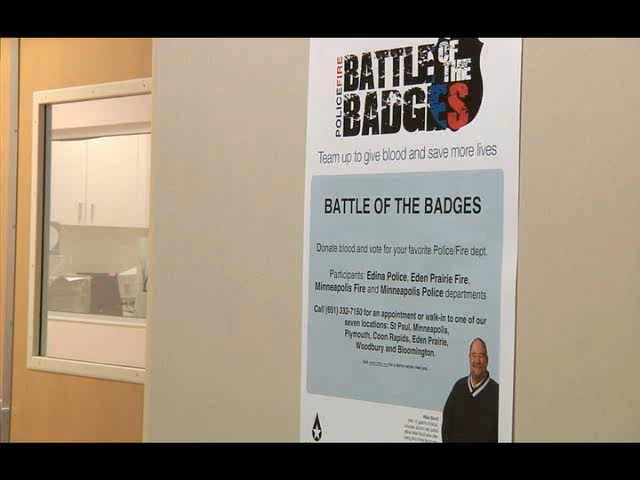 POLICE FIRE
BATTLE OF THE
BADGES
Team up to give blood and save more lives
BATTLE OF THE BADGES
Donate blood and vote for your favorite Police/Fire dept.
Participants: Edina Police, Eden Prairie Fire,
Minneapolis Fire and Minneapolis Police departments
Call (651) 332-7150 for an appointment or walk-in to one of our
seven locations: St Paul, Minneapolis,
Plymouth, Coon Rapids, Eden Prairie,
Woodbury and Bloomington.